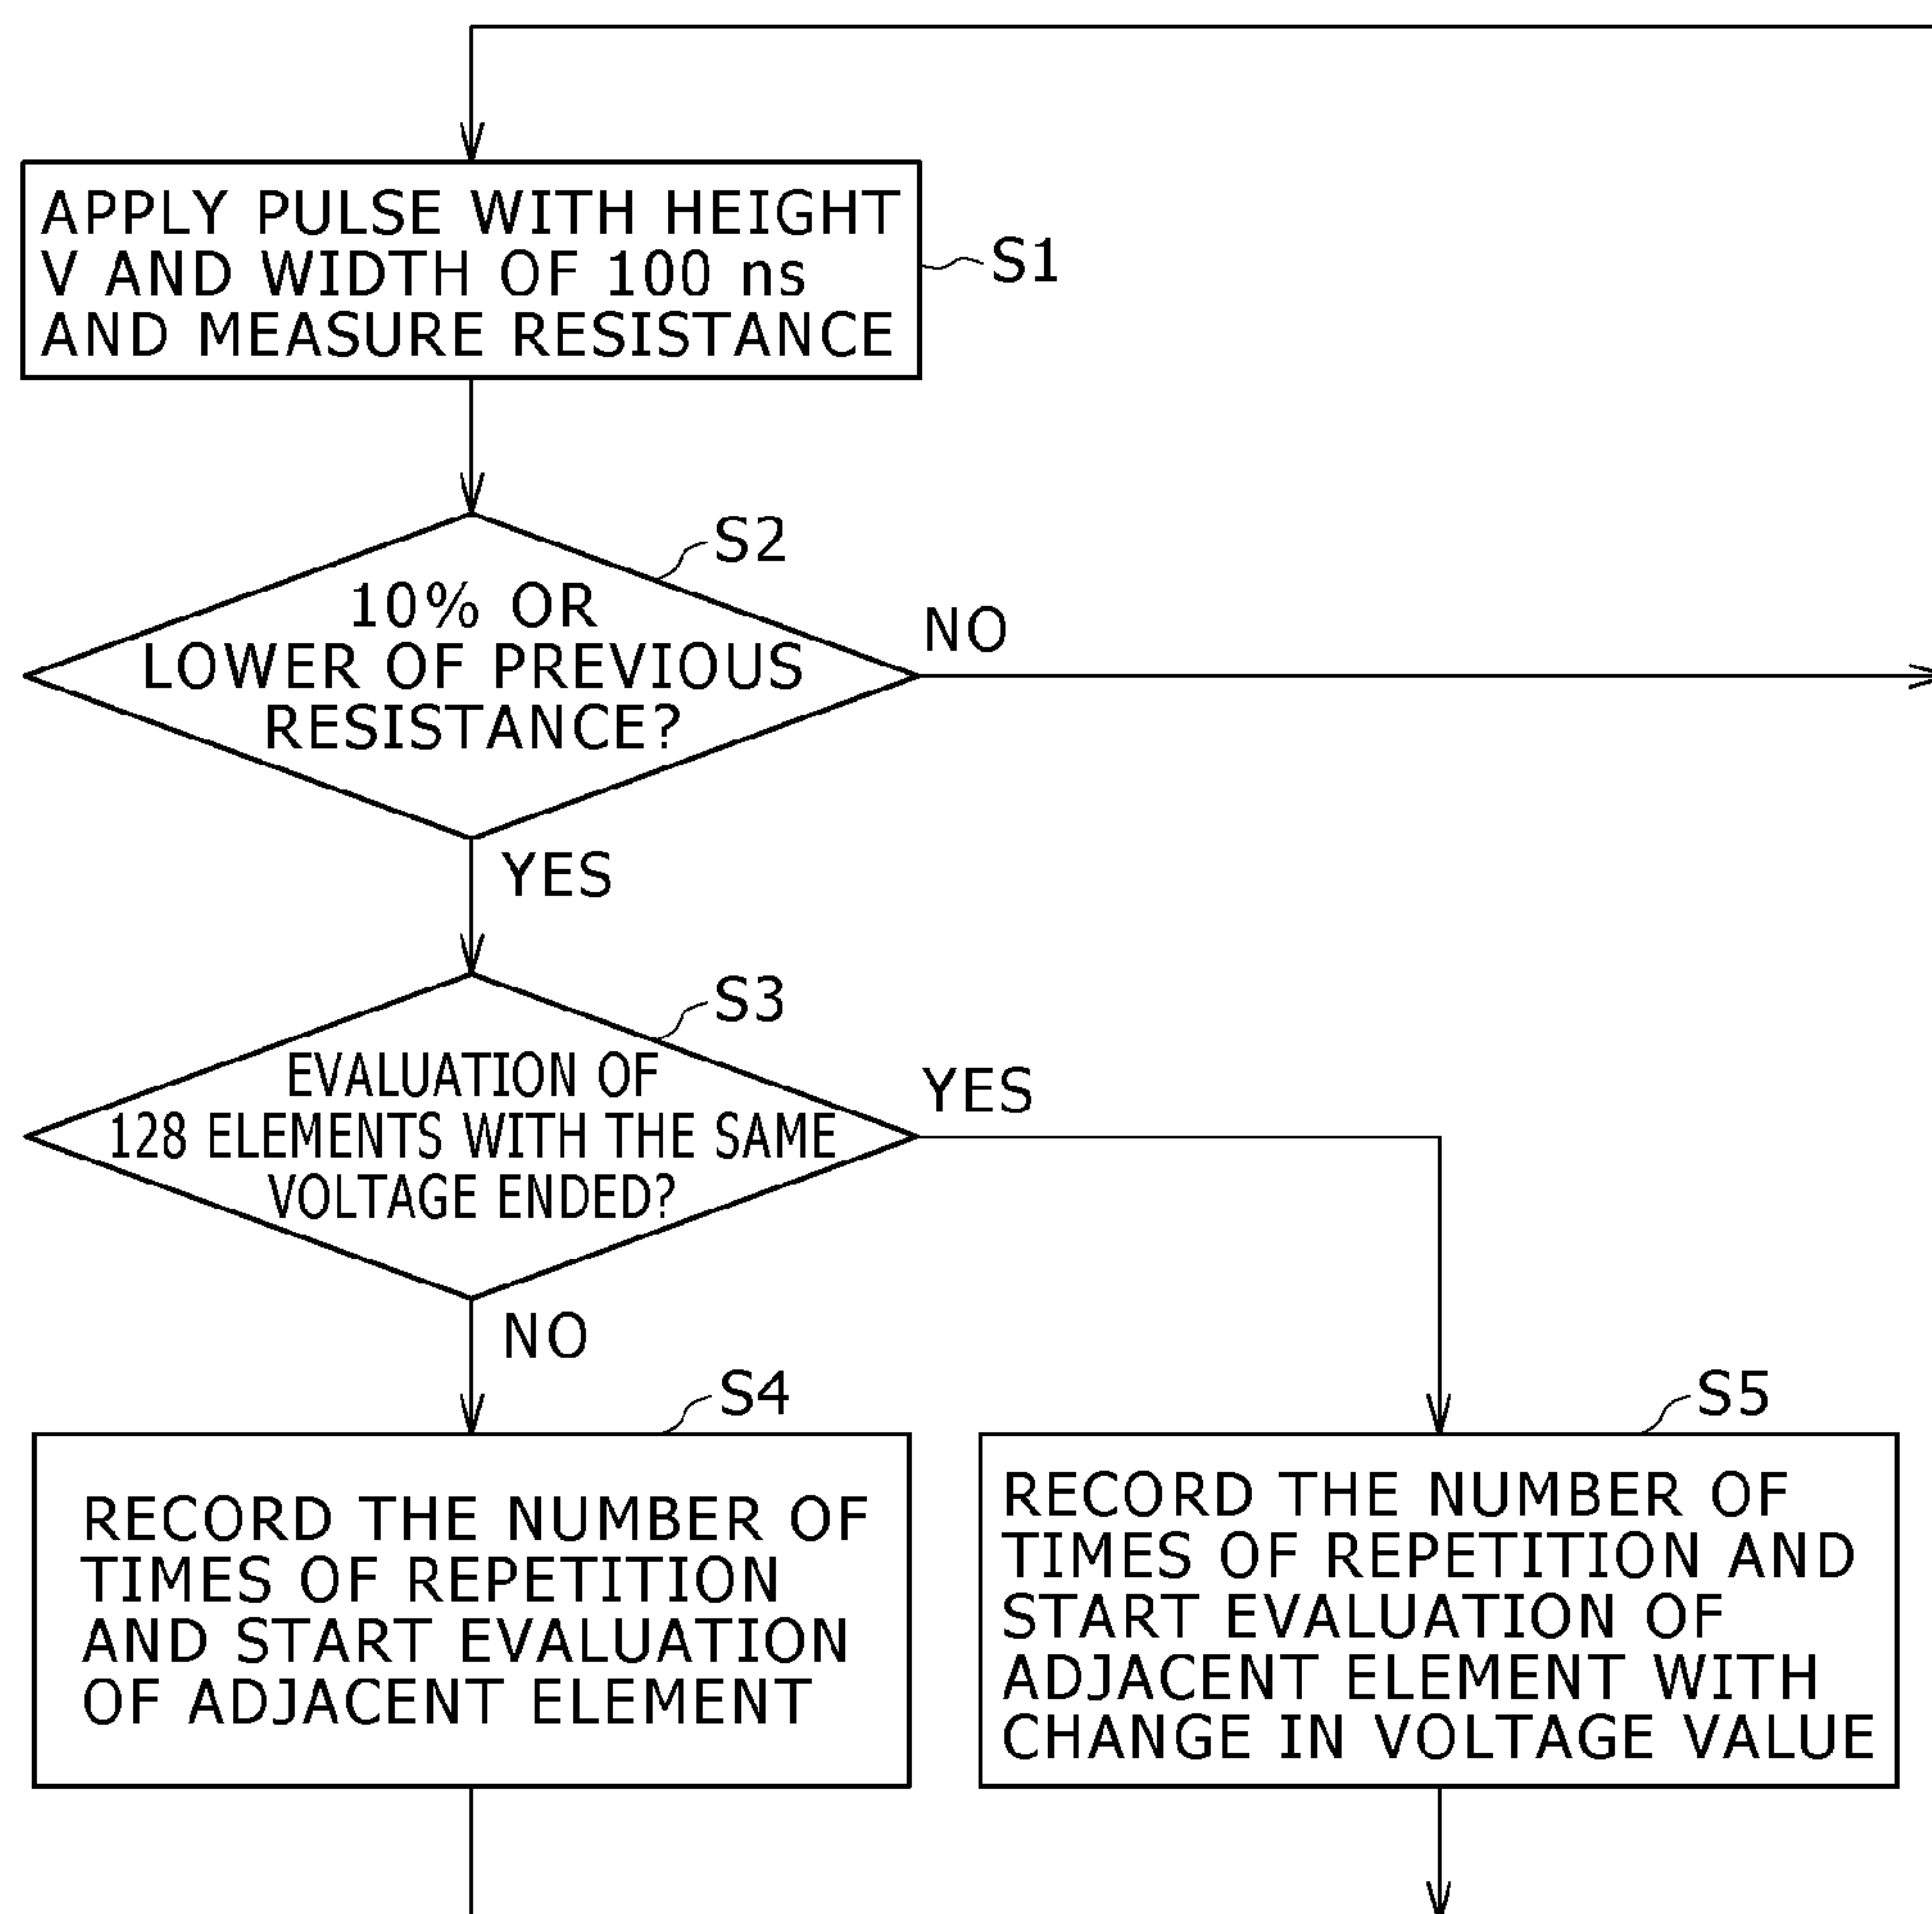 APPLY PULSE WITH HEIGHT
V AND WIDTH OF 100 ns
AND MEASURE RESISTANCE
S1
S2
10% OR
LOWER OF PREVIOUS
RESISTANCE?
NO
YES
S3
EVALUATION OF
128 ELEMENTS WITH THE SAME
VOLTAGE ENDED?
YES
NO
S4
RECORD THE NUMBER OF
TIMES OF REPETITION
AND START EVALUATION
OF ADJACENT ELEMENT
S5
RECORD THE NUMBER OF
TIMES OF REPETITION AND
START EVALUATION OF
ADJACENT ELEMENT WITH
CHANGE IN VOLTAGE VALUE